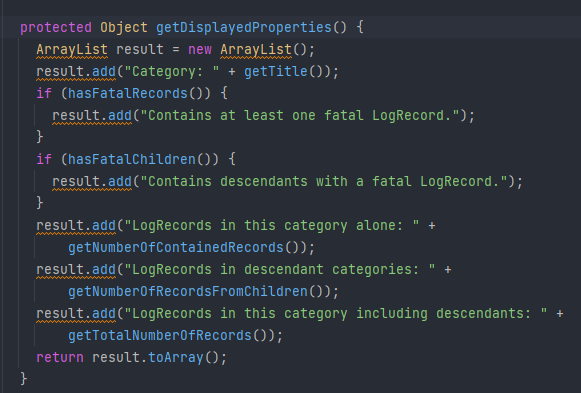 protected Object getDisplayedProperties() {
  ArrayList result = new ArrayList();
  result.add("Category: " + getTitle());
  if (hasFatalRecords()) {
    result.add("Contains at least one fatal LogRecord.");
  }
  if (hasFatalChildren()) {
    result.add("Contains descendants with a fatal LogRecord.");
  }
  result.add("LogRecords in this category alone: " +
      getNumberOfContainedRecords());
  result.add("LogRecords in descendant categories: " +
      getNumberOfRecordsFromChildren());
  result.add("LogRecords in this category including descendants: " +
      getTotalNumberOfRecords());
  return result.toArray();
}